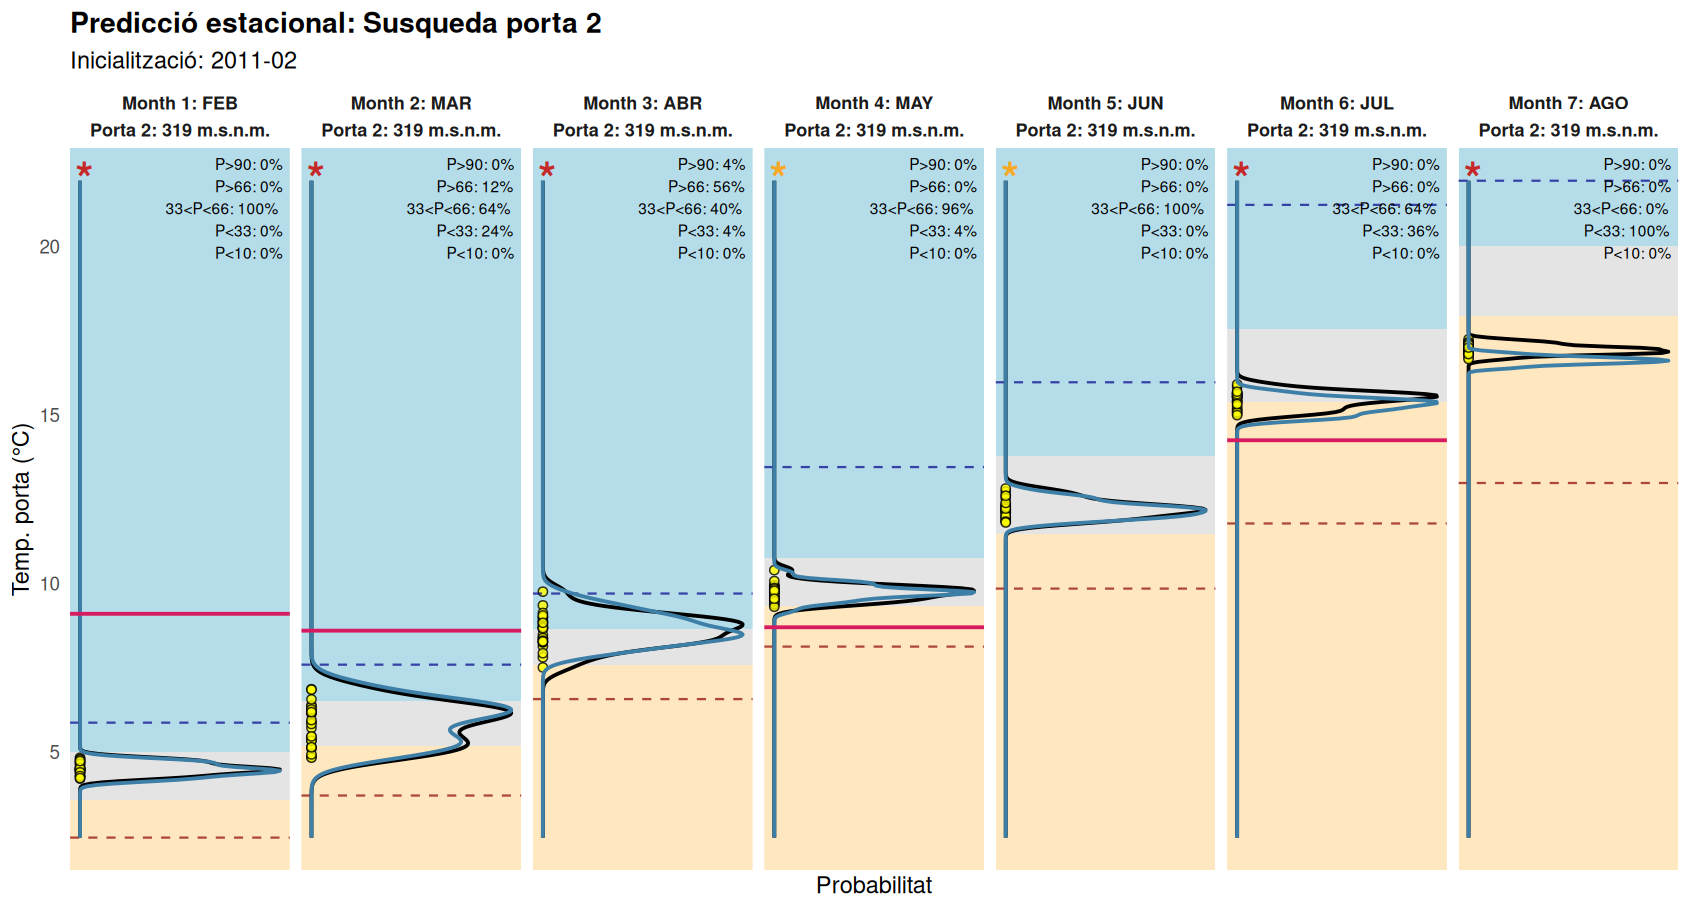 Predicció estacional: Susqueda porta 2
Inicialització: 2011-02
Month 1: FEB
Porta 2: 319 m.s.n.m.
Month 2: MAR
Porta 2: 319 m.s.n.m.
Month 3: ABR
Porta 2: 319 m.s.n.m.
Month 4: MAY
Porta 2: 319 m.s.n.m.
Month 5: JUN
Porta 2: 319 m.s.n.m.
Month 6: JUL
Porta 2: 319 m.s.n.m.
Month 7: AGO
Porta 2: 319 m.s.n.m.
*
P>90: 0%
P>66: 0%
33<P<66: 100%
P<33: 0%
P<10: 0%
*
P>90: 0%
P>66: 12%
33<P<66: 64%
P<33: 24%
P<10: 0%
*
P>90: 4%
P>66: 56%
33<P<66: 40%
P<33: 4%
P<10: 0%
*
P>90: 0%
P>66: 0%
33<P<66: 96%
P<33: 4%
P<10: 0%
*
P>90: 0%
P>66: 0%
33<P<66: 100%
P<33: 0%
P<10: 0%
*
P>90: 0%
P>66: 0%
33<P<66: 64%
P<33: 36%
P<10: 0%
*
P>90: 0%
P>66: 0%
33<P<66: 0%
P<33: 100%
P<10: 0%
20
15
10
5
Temp. porta (°C)
Probabilitat